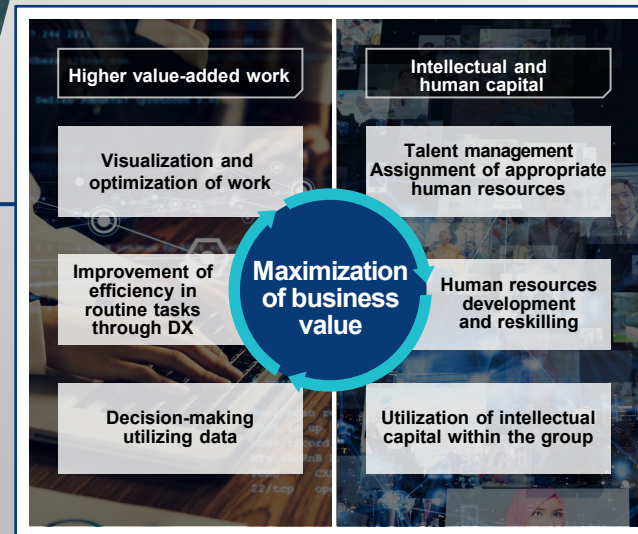 Higher value-added work
Visualization and
optimization of work
Improvement of
efficiency in
routine tasks
through DX
Decision-making
utilizing data
Maximization
of business
value
Intellectual and
human capital
Talent management
Assignment of appropriate
human resources
Human resources
development
and reskilling
Utilization of intellectual
capital within the group
22/tcp